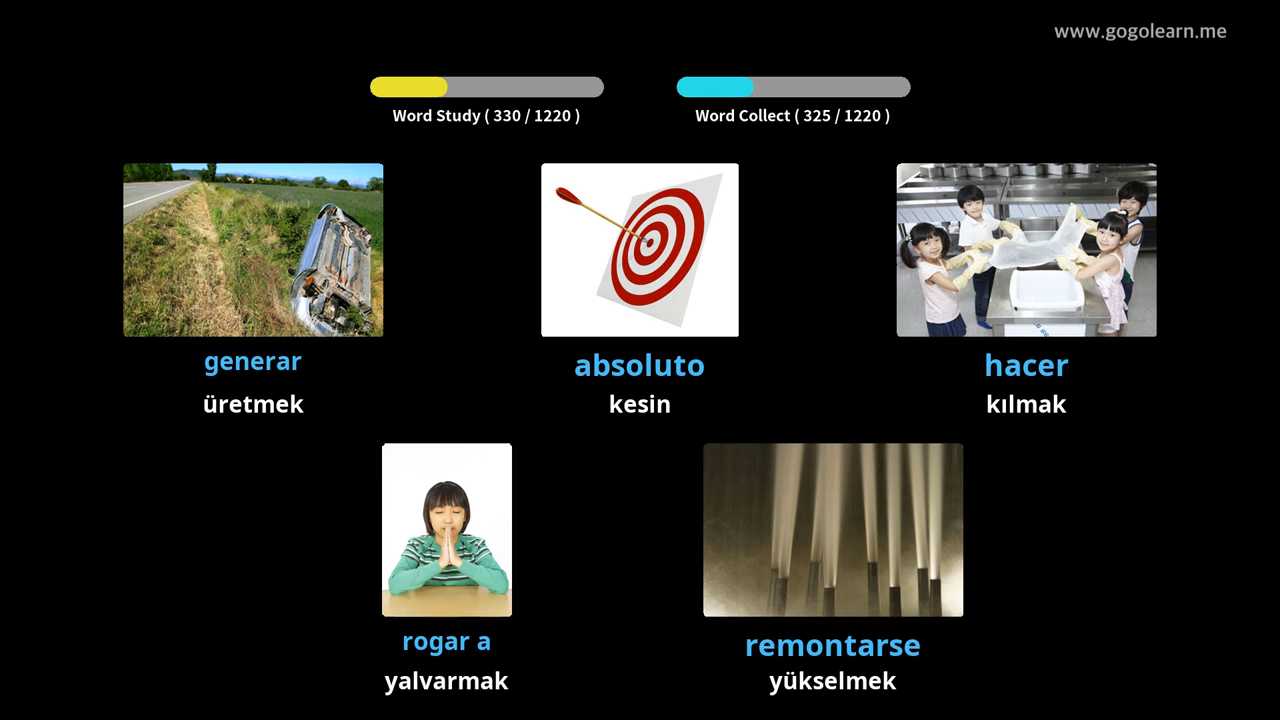 www.gogolearn.me
Word Study ( 330 / 1220 )
Word Collect ( 325 / 1220 )
generar
üretmek
absoluto
kesin
hacer
kılmak
rogar a
yalvarmak
remontarse
yükselmek